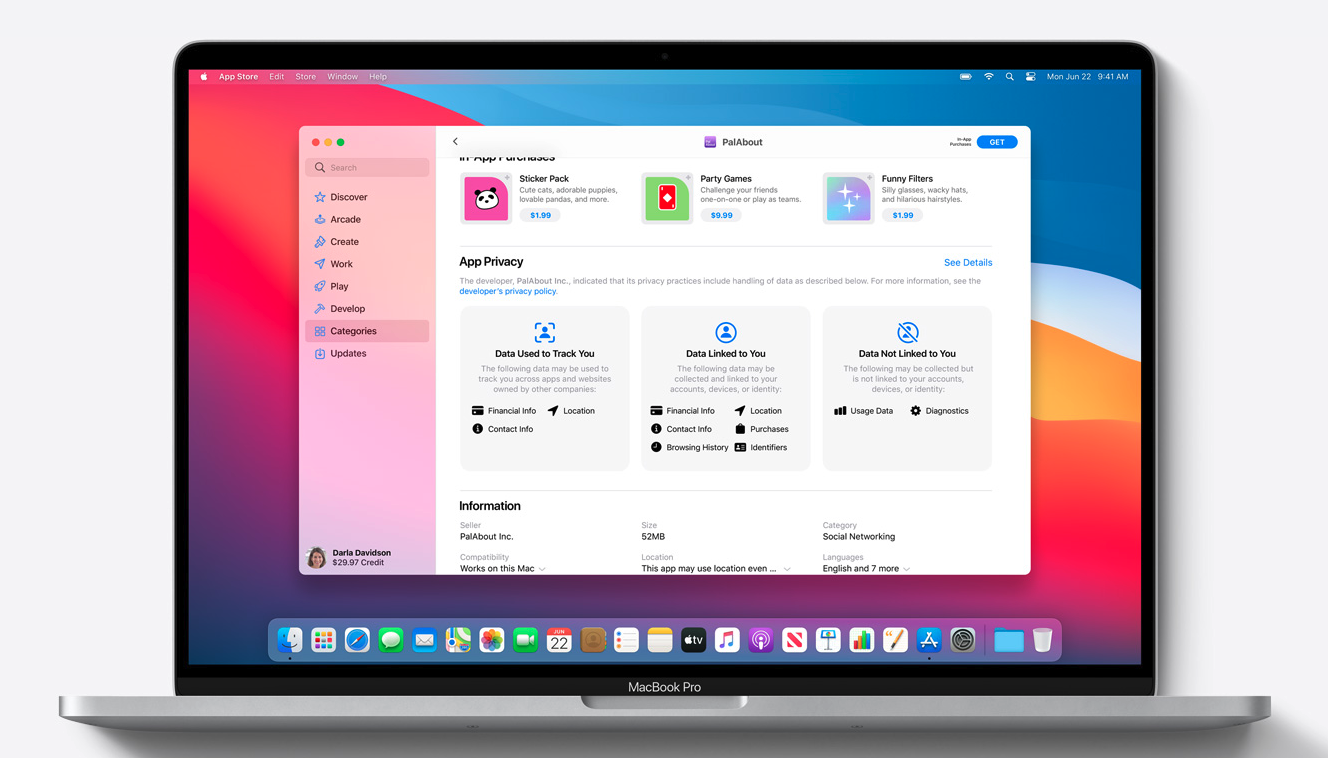 App Store Edit Store Window Help
Mon Jun 22 9:41 AM
PalAbout
In-App
Purchases
GET
Search
Discover
Arcade
Create
Work
Play
Develop
Categories
Updates
Darla Davidson
$29.97 Credit
In-App Purchases
Sticker Pack
Cute cats, adorable puppies,
lovable pandas, and more.
$1.99
Party Games
Challenge your friends
one-on-one or play as teams.
$9.99
Funny Filters
Silly glasses, wacky hats,
and hilarious hairstyles.
$1.99
App Privacy
See Details
The developer, PalAbout Inc., indicated that its privacy practices include handling of data as described below. For more information, see the
developer's privacy policy.
Data Used to Track You
The following data may be used to
track you across apps and websites
owned by other companies:
Financial Info Location
Contact Info
Data Linked to You
The following data may be
collected and linked to your
accounts, devices, or identity:
Financial Info Location
Contact Info Purchases
Browsing History Identifiers
Data Not Linked to You
The following may be collected but
is not linked to your accounts,
devices, or identity:
Usage Data Diagnostics
Information
Seller
PalAbout Inc.
Size
52MB
Category
Social Networking
Compatibility
Works on this Mac
Location
This app may use location even ...
Languages
English and 7 more
JUN
22
tv
MacBook Pro